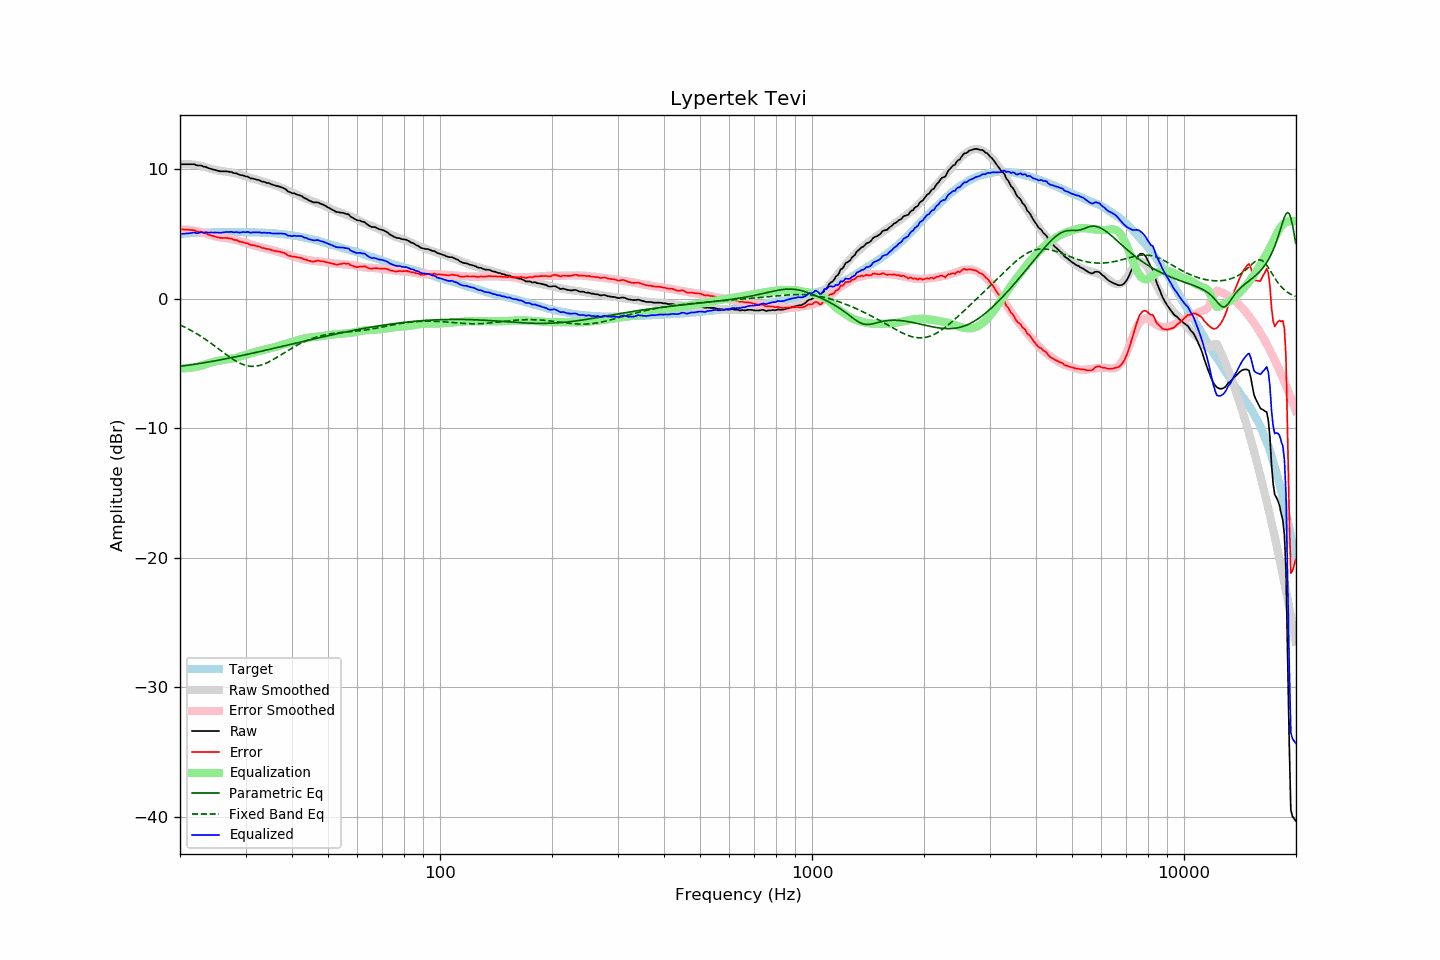 Lypertek Tevi
10
0
−10
−20
−30
−40
Amplitude (dBr)
Target
Raw Smoothed
Error Smoothed
Raw
Error
Equalization
Parametric Eq
Fixed Band Eq
Equalized
100 1000 10000
Frequency (Hz)